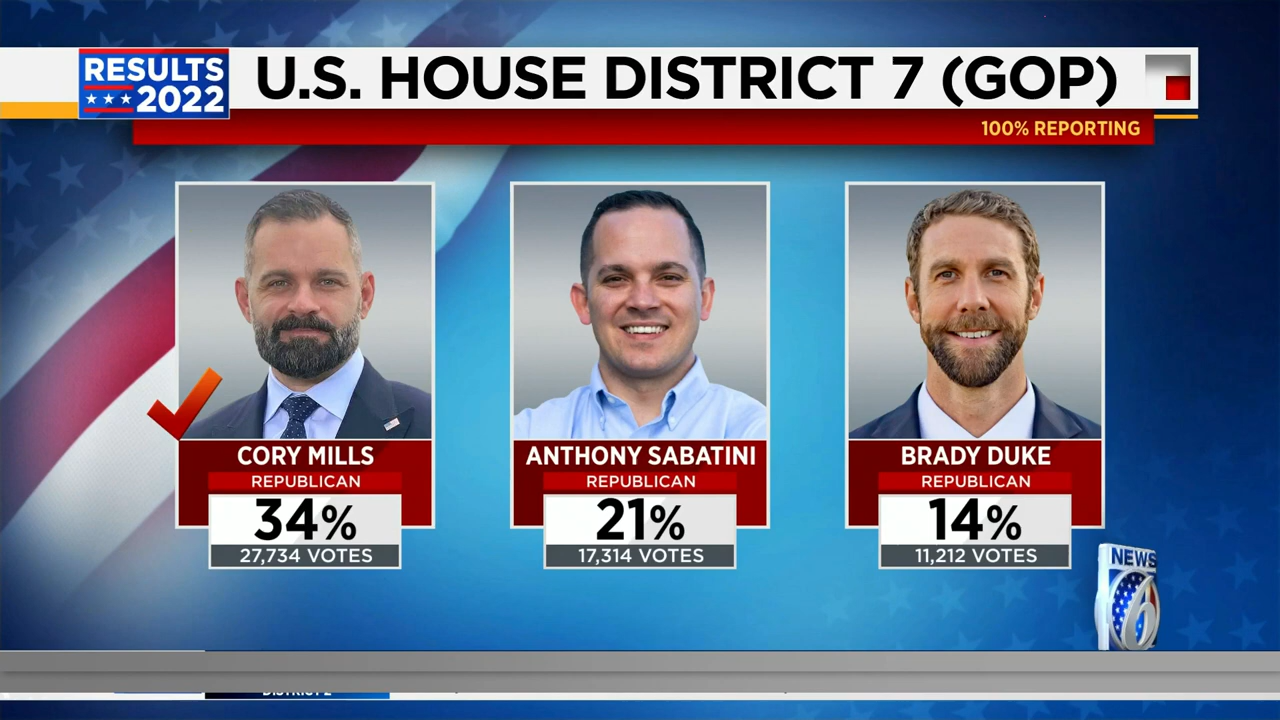 RESULTS
2022
U.S. HOUSE DISTRICT 7 (GOP)
100% REPORTING
CORY MILLS
REPUBLICAN
34%
27,734 VOTES
ANTHONY SABATINI
REPUBLICAN
21%
17,314 VOTES
BRADY DUKE
REPUBLICAN
14%
11,212 VOTES
NEWS
6